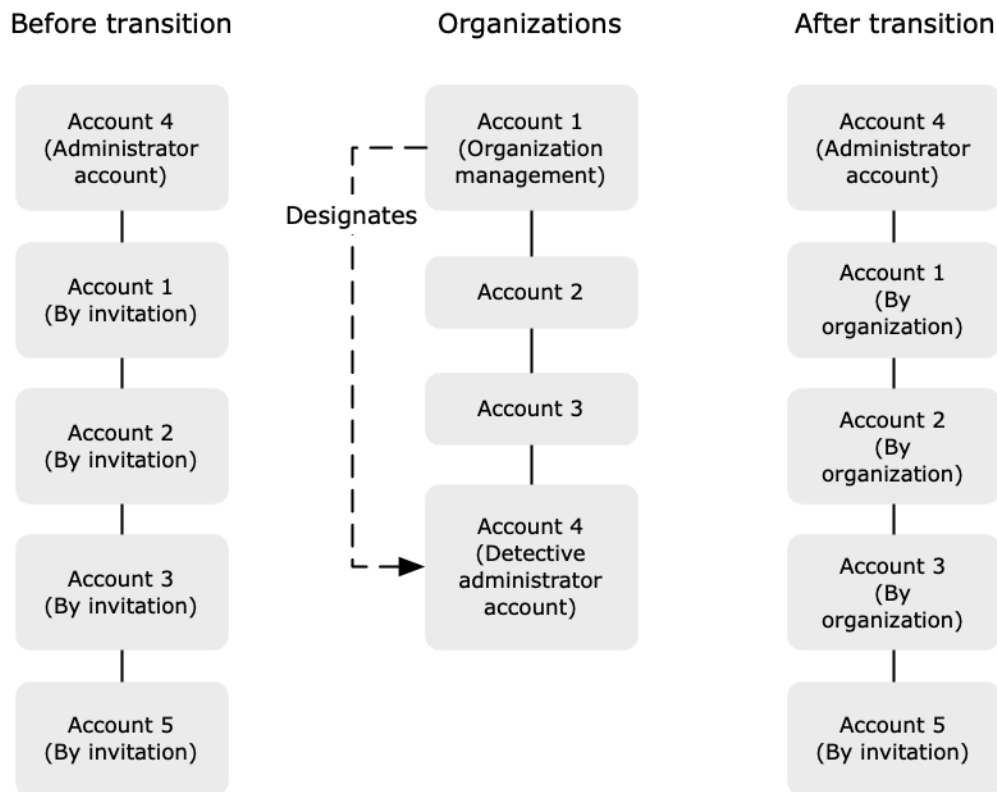 Before transition
Organizations
After transition
Account 4
(Administrator
account)
Account 1
(By invitation)
Account 2
(By invitation)
Account 3
(By invitation)
Account 5
(By invitation)
Account 1
(Organization
management)
Designates
Account 2
Account 3
Account 4
(Detective
administrator
account)
Account 4
(Administrator
account)
Account 1
(By
organization)
Account 2
(By
organization)
Account 3
(By
organization)
Account 5
(By invitation)